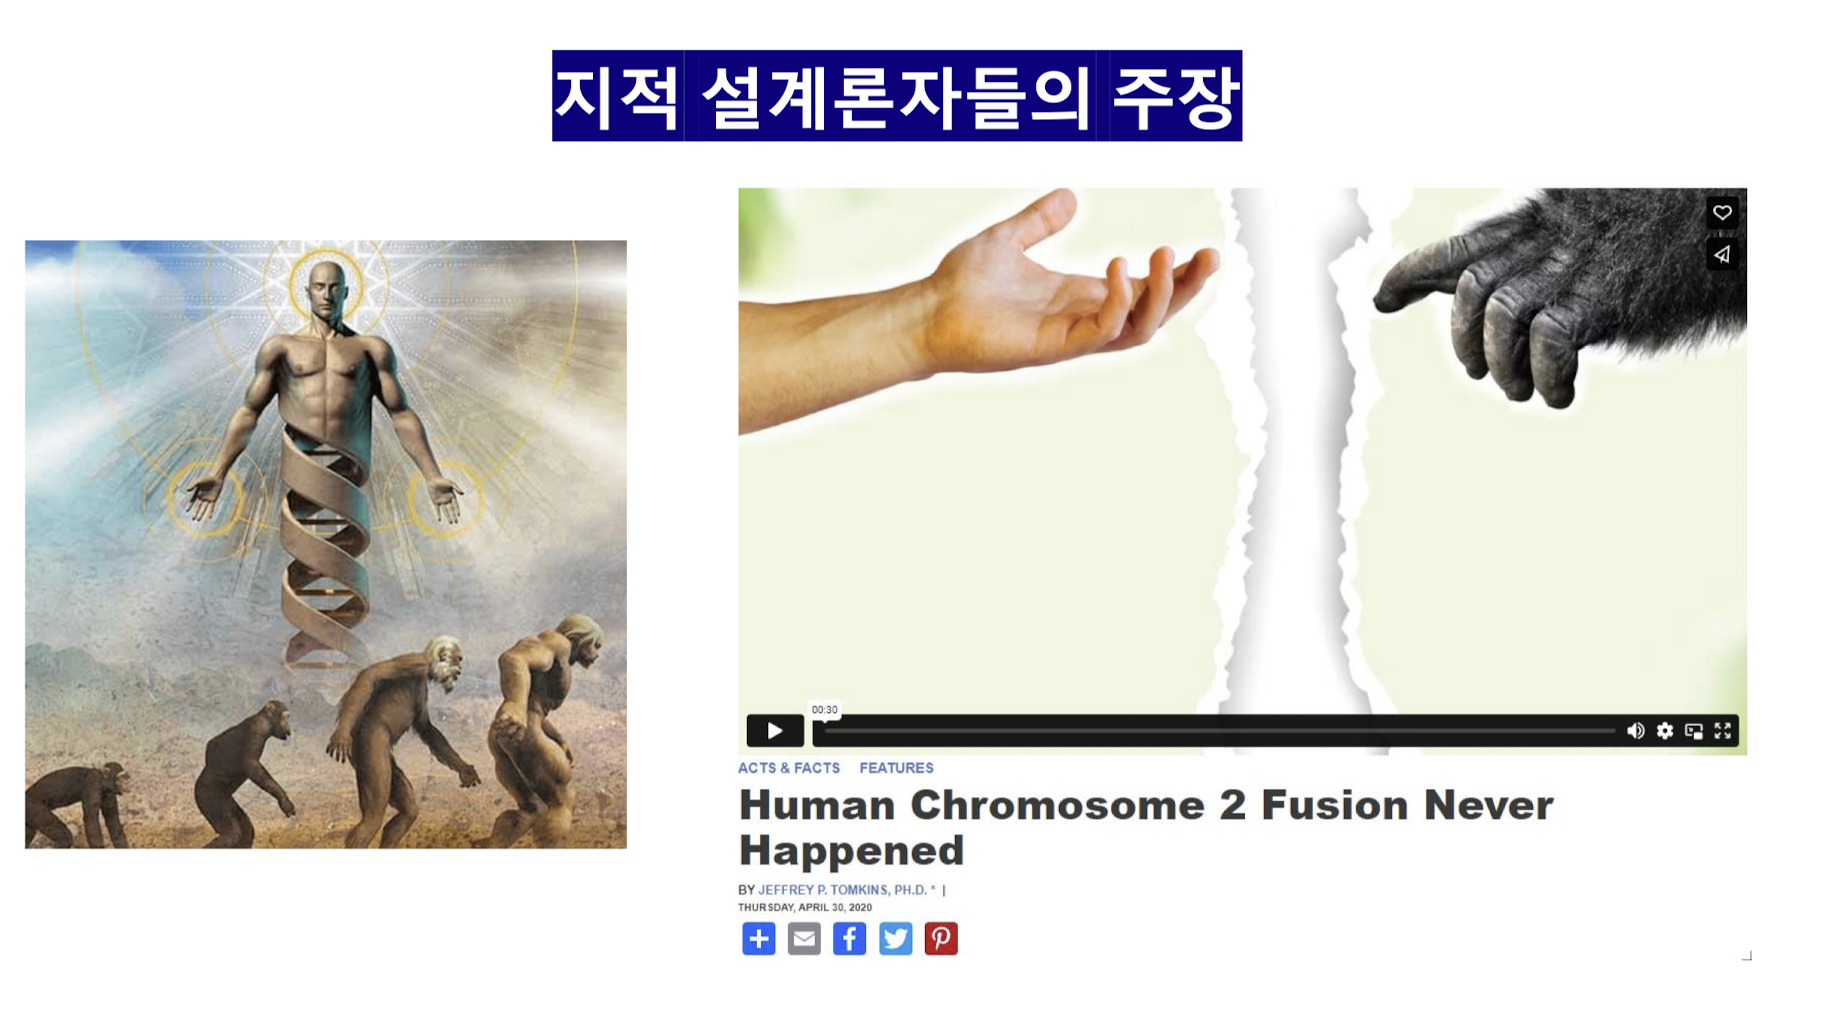 지적 설계론자들의 주장
00:30
ACTS & FACTS FEATURES
Human Chromosome 2 Fusion Never
Happened
BY JEFFREY P. TOMKINS, PH.D. * |
THURSDAY, APRIL 30, 2020